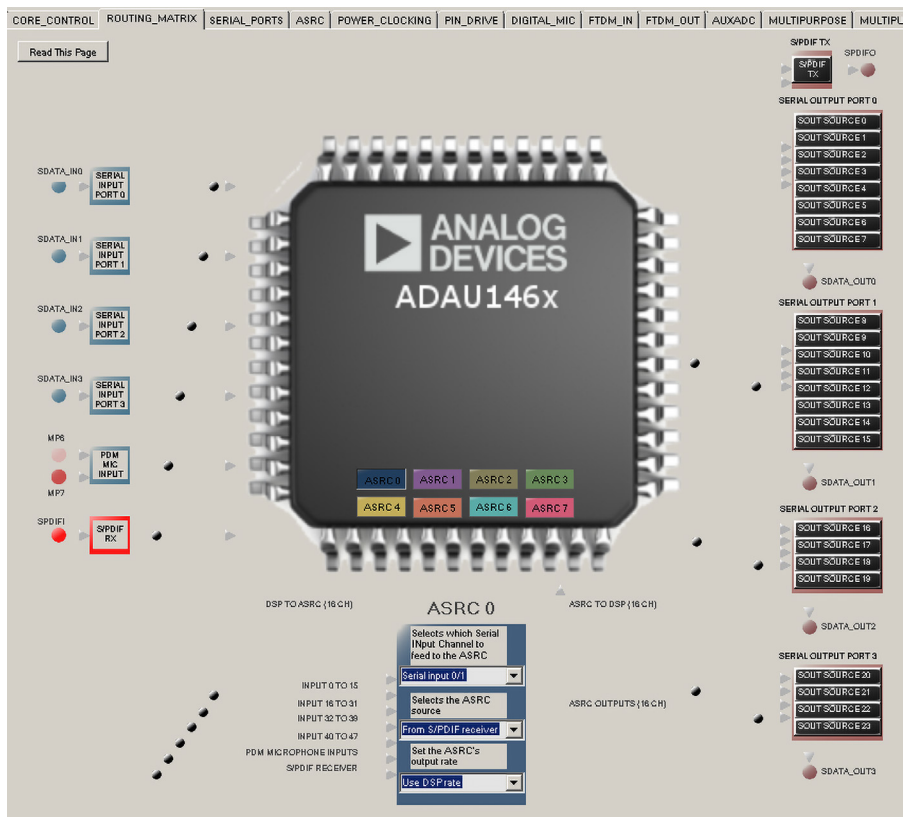 CORE_CONTROL ROUTING_MATRIX SERIAL_PORTS ASRC POWER_CLOCKING PIN_DRIVE DIGITAL_MIC FTDM_IN FTDM_OUT AUXADC MULTIPURPOSE MULTIPL
Read This Page
S/PDIF TX
SPDIFO
S/PDIF
TX
SERIAL OUTPUT PORT 0
SOUT SOURCE 0
SOUT SOURCE 1
SOUT SOURCE 2
SOUT SOURCE 3
SOUT SOURCE 4
SOUT SOURCE 5
SOUT SOURCE 6
SOUT SOURCE 7
SDATA_OUT0
SERIAL OUTPUT PORT 1
SOUT SOURCE 8
SOUT SOURCE 9
SOUT SOURCE 10
SOUT SOURCE 11
SOUT SOURCE 12
SOUT SOURCE 13
SOUT SOURCE 14
SOUT SOURCE 15
SDATA_OUT1
SERIAL OUTPUT PORT 2
SOUT SOURCE 16
SOUT SOURCE 17
SOUT SOURCE 18
SOUT SOURCE 19
SDATA_OUT2
SERIAL OUTPUT PORT 3
SOUT SOURCE 20
SOUT SOURCE 21
SOUT SOURCE 22
SOUT SOURCE 23
SDATA_OUT3
SDATA_IN0
SERIAL
INPUT
PORT 0
SDATA_IN1
SERIAL
INPUT
PORT 1
SDATA_IN2
SERIAL
INPUT
PORT 2
SDATA_IN3
SERIAL
INPUT
PORT 3
MP6
PDM
MIC
INPUT
MP7
SPDIFI
S/PDIF
RX
ANALOG
DEVICES
ADAU146x
ASRC 0 ASRC 1 ASRC 2 ASRC 3
ASRC 4 ASRC 5 ASRC 6 ASRC 7
DSP TO ASRC (16 CH)
ASRC 0
ASRC TO DSP (16 CH)
Selects which Serial
INput Channel to
feed to the ASRC
Serial input 0/1
Selects the ASRC
source
From S/PDIF receiver
Set the ASRC's
output rate
Use DSP rate
INPUT 0 TO 15
INPUT 16 TO 31
INPUT 32 TO 39
INPUT 40 TO 47
PDM MICROPHONE INPUTS
S/PDIF RECEIVER
ASRC OUTPUTS (16 CH)